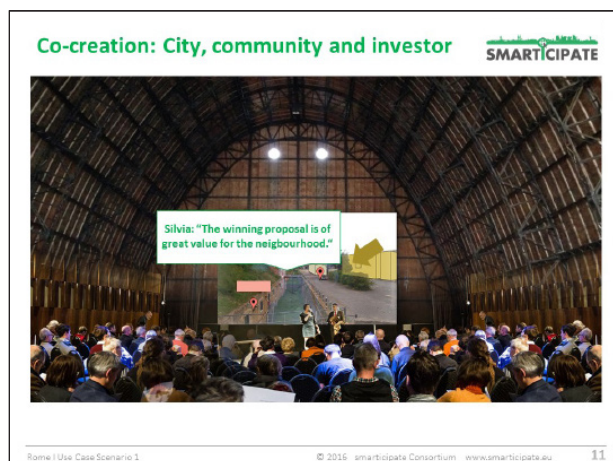 Co-creation: City, community and investor
SMARTICIPATE
Silvia: "The winning proposal is of
great value for the neigbourhood."
Rome | Use Case Scenario 1
© 2016 smarticipate Consortium www.smarticipate.eu
11